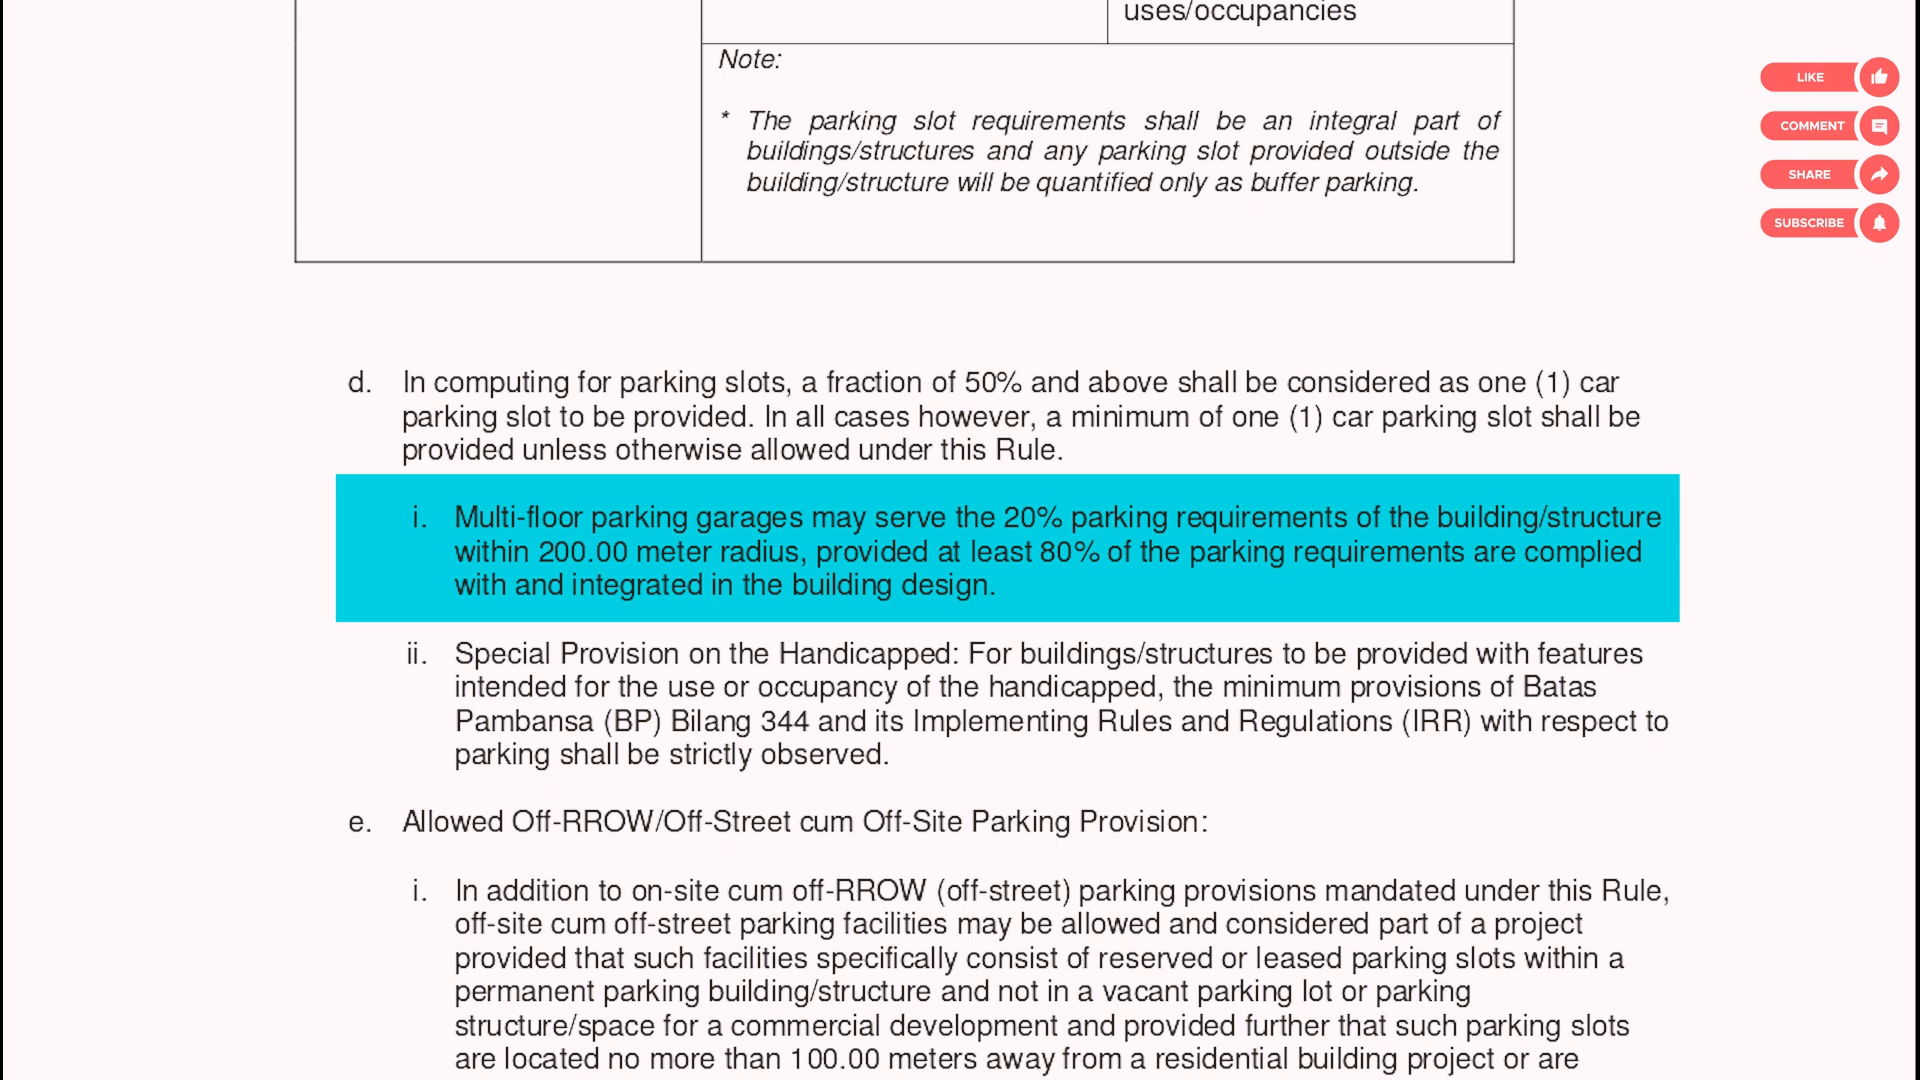 uses/occupancies
Note:
* The parking slot requirements shall be an integral part of
buildings/structures and any parking slot provided outside the
building/structure will be quantified only as buffer parking.
LIKE
COMMENT
SHARE
SUBSCRIBE
d. In computing for parking slots, a fraction of 50% and above shall be considered as one (1) car
parking slot to be provided. In all cases however, a minimum of one (1) car parking slot shall be
provided unless otherwise allowed under this Rule.
i. Multi-floor parking garages may serve the 20% parking requirements of the building/structure
within 200.00 meter radius, provided at least 80% of the parking requirements are complied
with and integrated in the building design.
ii. Special Provision on the Handicapped: For buildings/structures to be provided with features
intended for the use or occupancy of the handicapped, the minimum provisions of Batas
Pambansa (BP) Bilang 344 and its Implementing Rules and Regulations (IRR) with respect to
parking shall be strictly observed.
e. Allowed Off-RROW/Off-Street cum Off-Site Parking Provision:
i. In addition to on-site cum off-RROW (off-street) parking provisions mandated under this Rule,
off-site cum off-street parking facilities may be allowed and considered part of a project
provided that such facilities specifically consist of reserved or leased parking slots within a
permanent parking building/structure and not in a vacant parking lot or parking
structure/space for a commercial development and provided further that such parking slots
are located no more than 100.00 meters away from a residential building project or are